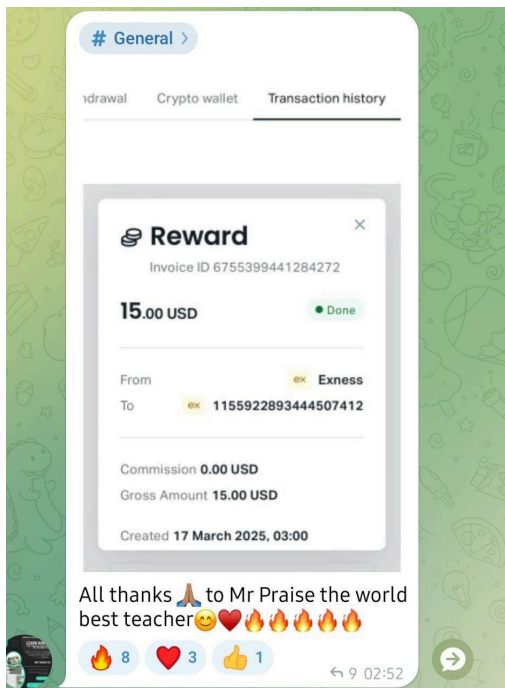 # General >
ndrawal Crypto wallet Transaction history
Reward
Invoice ID 6755399441284272
15.00 USD Done
From ex Exness
To ex 1155922893444507412
Commission 0.00 USD
Gross Amount 15.00 USD
Created 17 March 2025, 03:00
All thanks 🙏🏽 to Mr Praise the world
best teacher😊♥️🔥🔥🔥🔥🔥
🔥 8 ❤️ 3 👍 1
9 02:52